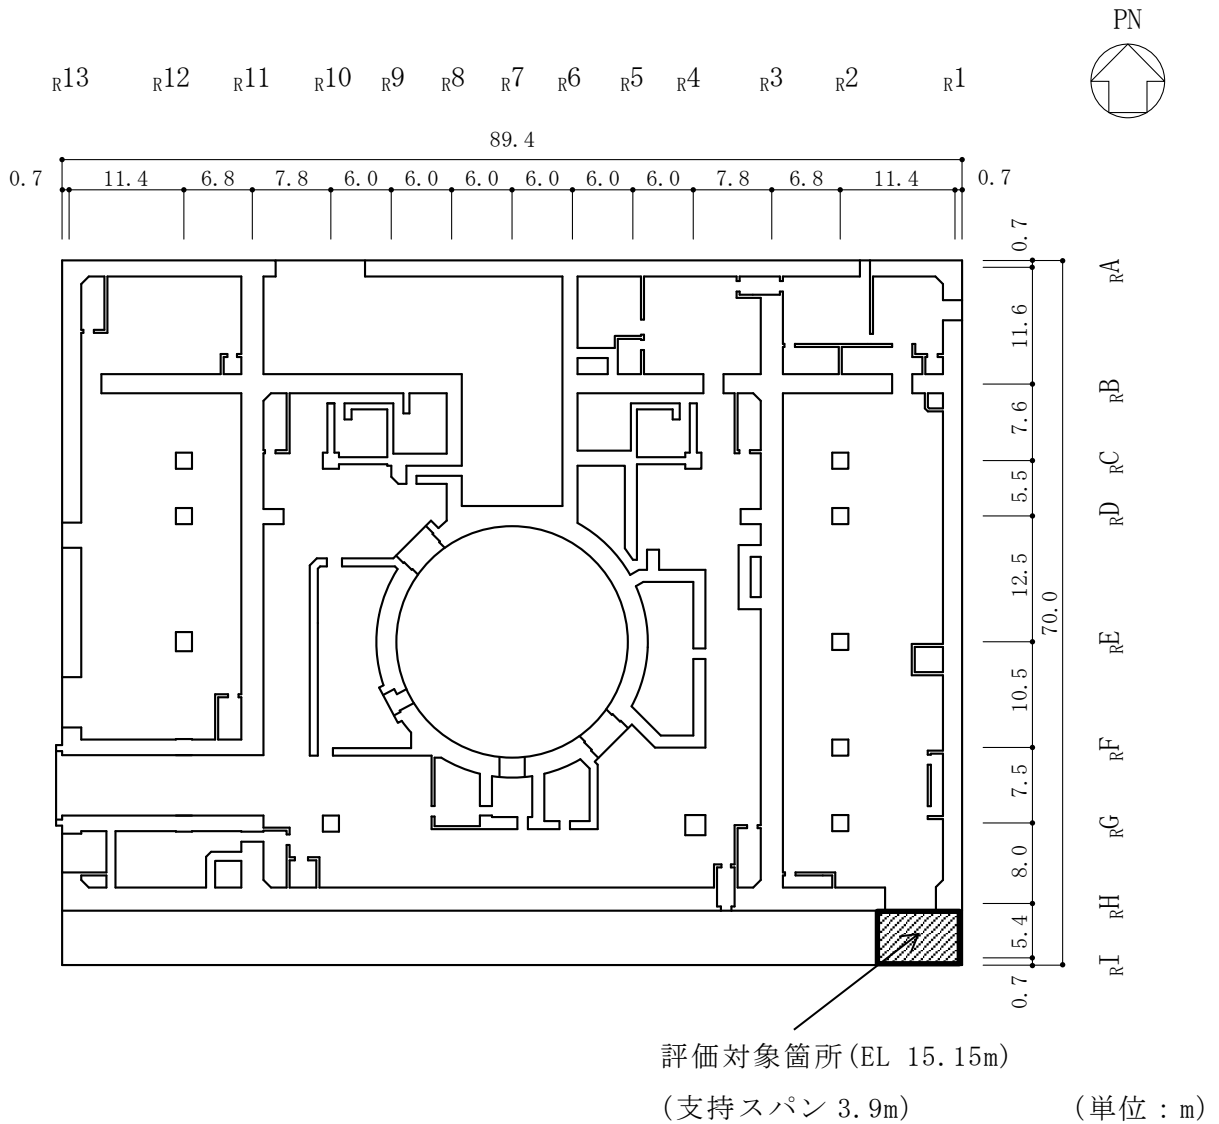 PN
R13 R12 R11 R10 R9 R8 R7 R6 R5 R4 R3 R2 R1
89.4
0.7 11.4 6.8 7.8 6.0 6.0 6.0 6.0 6.0 6.0 7.8 6.8 11.4 0.7
0.7
RA
11.6
RB
7.6
RC
5.5
RD
12.5
70.0
RE
10.5
RF
7.5
RG
8.0
RH
5.4
RI
0.7
評価対象箇所(EL 15.15m)
(支持スパン 3.9m) (単位：m)